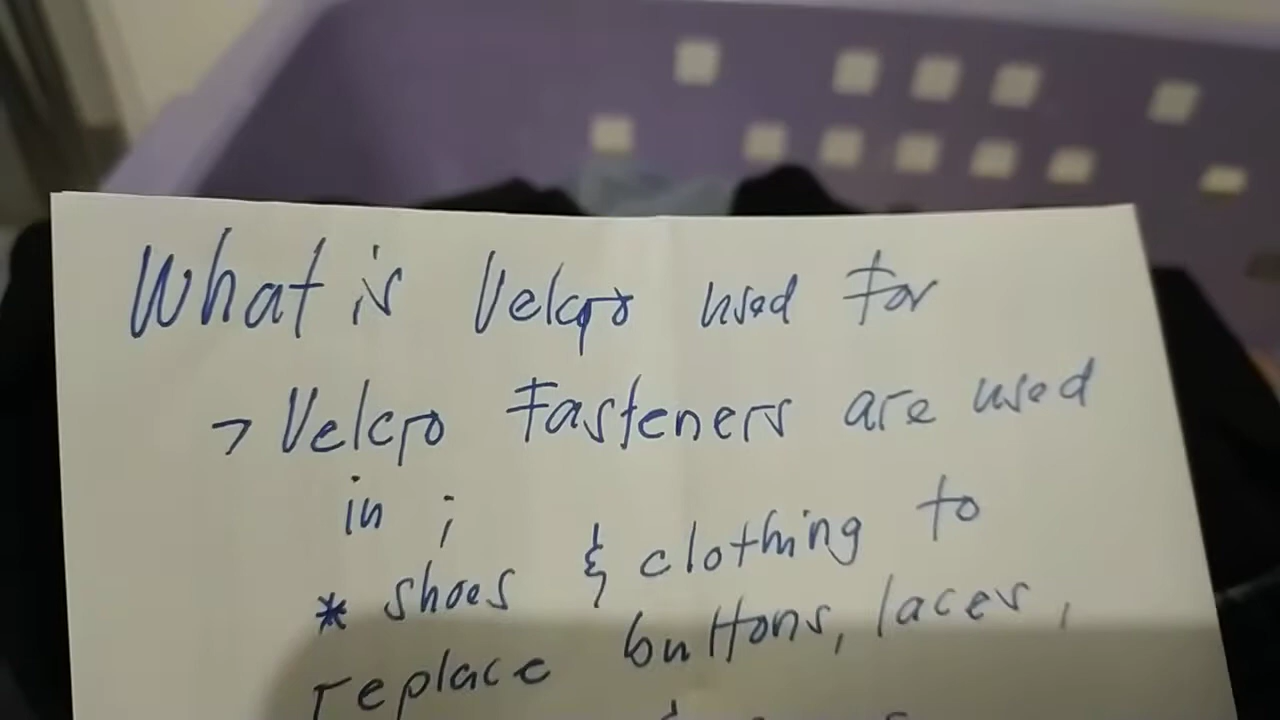 What is Velcro used for
→ Velcro Fasteners are used
in ;
* shoes & clothing to
replace buttons, laces,